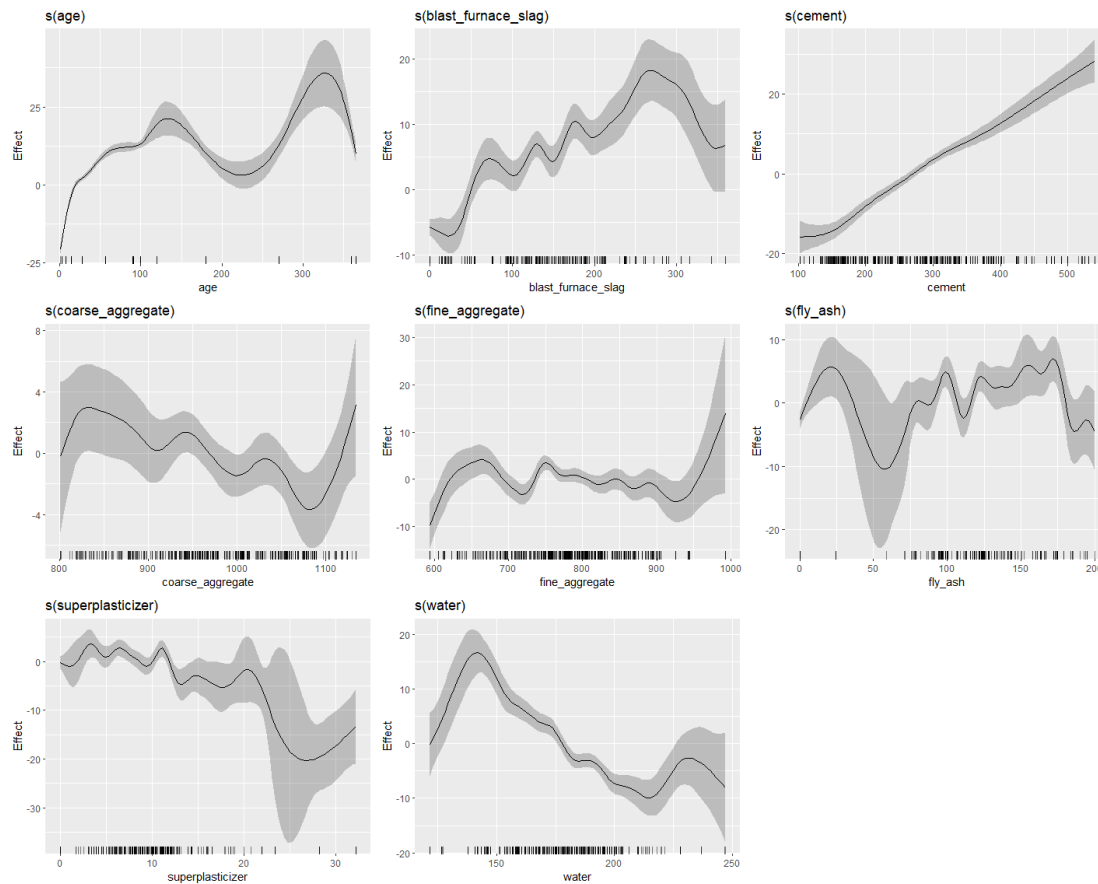 s(age)
Effect
25
0
-25
0
100
200
300
age
s(blast_furnace_slag)
Effect
20
10
0
-10
0
100
200
300
blast_furnace_slag
s(cement)
Effect
20
0
-20
100
200
300
400
500
cement
s(coarse_aggregate)
Effect
8
4
0
-4
800
900
1000
1100
coarse_aggregate
s(fine_aggregate)
Effect
30
20
10
0
-10
600
700
800
900
1000
fine_aggregate
s(fly_ash)
Effect
10
0
-10
-20
0
50
100
150
200
fly_ash
s(superplasticizer)
Effect
0
-10
-20
-30
0
10
20
30
superplasticizer
s(water)
Effect
20
10
0
-10
-20
150
200
250
water